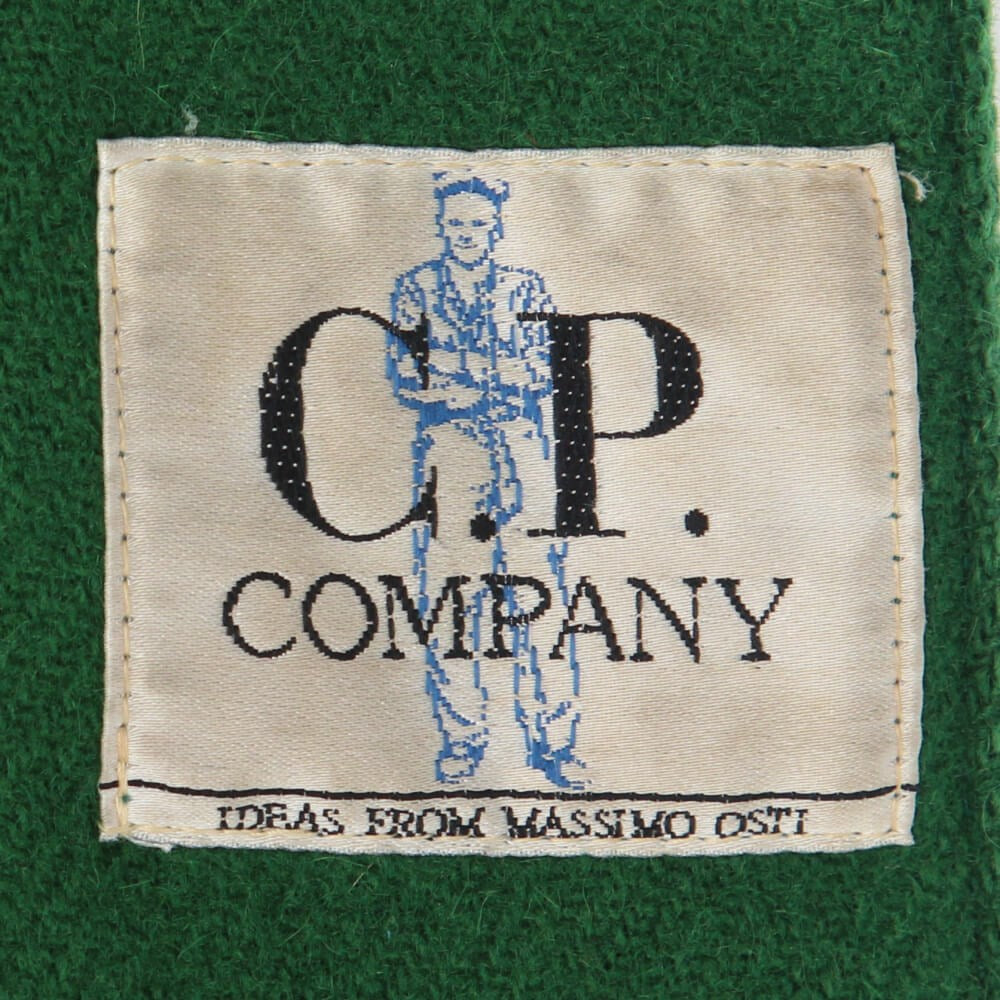 C.P.
COMPANY
IDEAS FROM MASSIMO OSTI